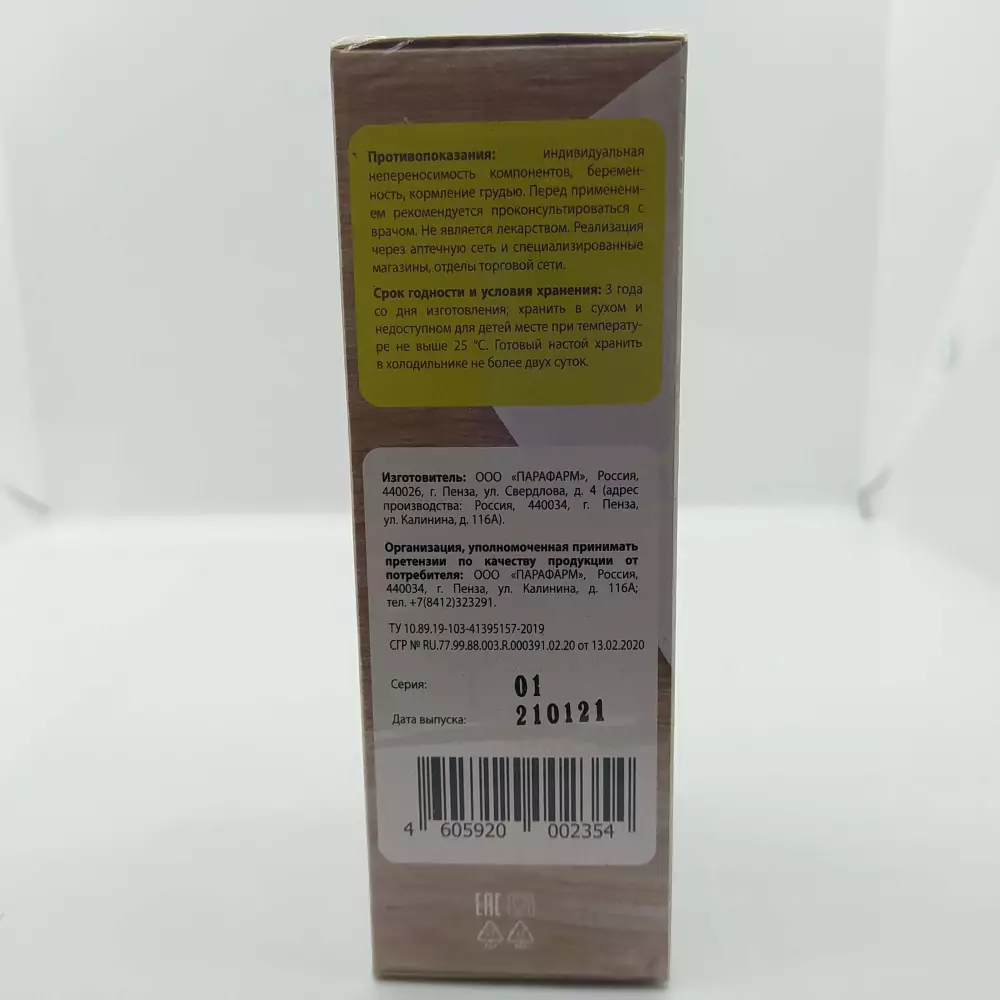 Противопоказания: индивидуальная
непереносимость компонентов, беремен-
ность, кормление грудью. Перед применени-
ем рекомендуется проконсультироваться с
врачом. Не является лекарством. Реализация
через аптечную сеть и специализированные
магазины, отделы торговой сети.
Срок годности и условия хранения: 3 года
со дня изготовления; хранить в сухом и
недоступном для детей месте при температу-
ре не выше 25 °С. Готовый настой хранить
в холодильнике не более двух суток.
Изготовитель: ООО «ПАРАФАРМ», Россия,
440026, г. Пенза, ул. Свердлова, д. 4 (адрес
производства: Россия, 440034, г. Пенза,
ул. Калинина, д. 116А).
Организация, уполномоченная принимать
претензии по качеству продукции от
потребителя: ООО «ПАРАФАРМ», Россия,
440034, г. Пенза, ул. Калинина, д. 116А;
тел. +7(8412)323291.
ТУ 10.89.19-103-41395157-2019
СГР № RU.77.99.88.003.R.000391.02.20 от 13.02.2020
Серия: 01
Дата выпуска: 210121
4 605920 002354
EAC